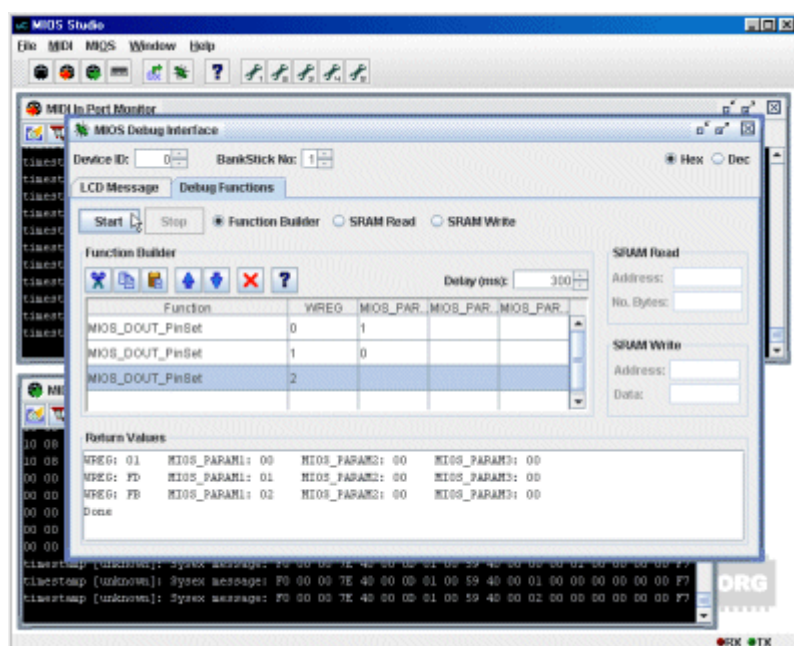 MIOS Studio
File MIDI MIOS Window Help
MIDI In Port Monitor
MIOS Debug Interface
Device ID: 0 BankStick No: 1 Hex Dec
LCD Message Debug Functions
Start Stop Function Builder SRAM Read SRAM Write
Function Builder
Delay (ms): 300
Function WREG MIOS_PAR... MIOS_PAR... MIOS_PAR...
MIOS_DOUT_PinSet 0 1
MIOS_DOUT_PinSet 1 0
MIOS_DOUT_PinSet 2
SRAM Read
Address:
No. Bytes:
SRAM Write
Address:
Data:
Return Values
WREG: 01 MIOS_PARAM1: 00 MIOS_PARAM2: 00 MIOS_PARAM3: 00
WREG: FD MIOS_PARAM1: 01 MIOS_PARAM2: 00 MIOS_PARAM3: 00
WREG: FB MIOS_PARAM1: 02 MIOS_PARAM2: 00 MIOS_PARAM3: 00
Done
timestamp [unknown]: Sysex message: F0 00 00 7E 40 00 0D 01 00 59 40 00 01 00 00 00 00 00 F7
timestamp [unknown]: Sysex message: F0 00 00 7E 40 00 0D 01 00 59 40 00 02 00 00 00 00 00 F7
ORG
RX TX